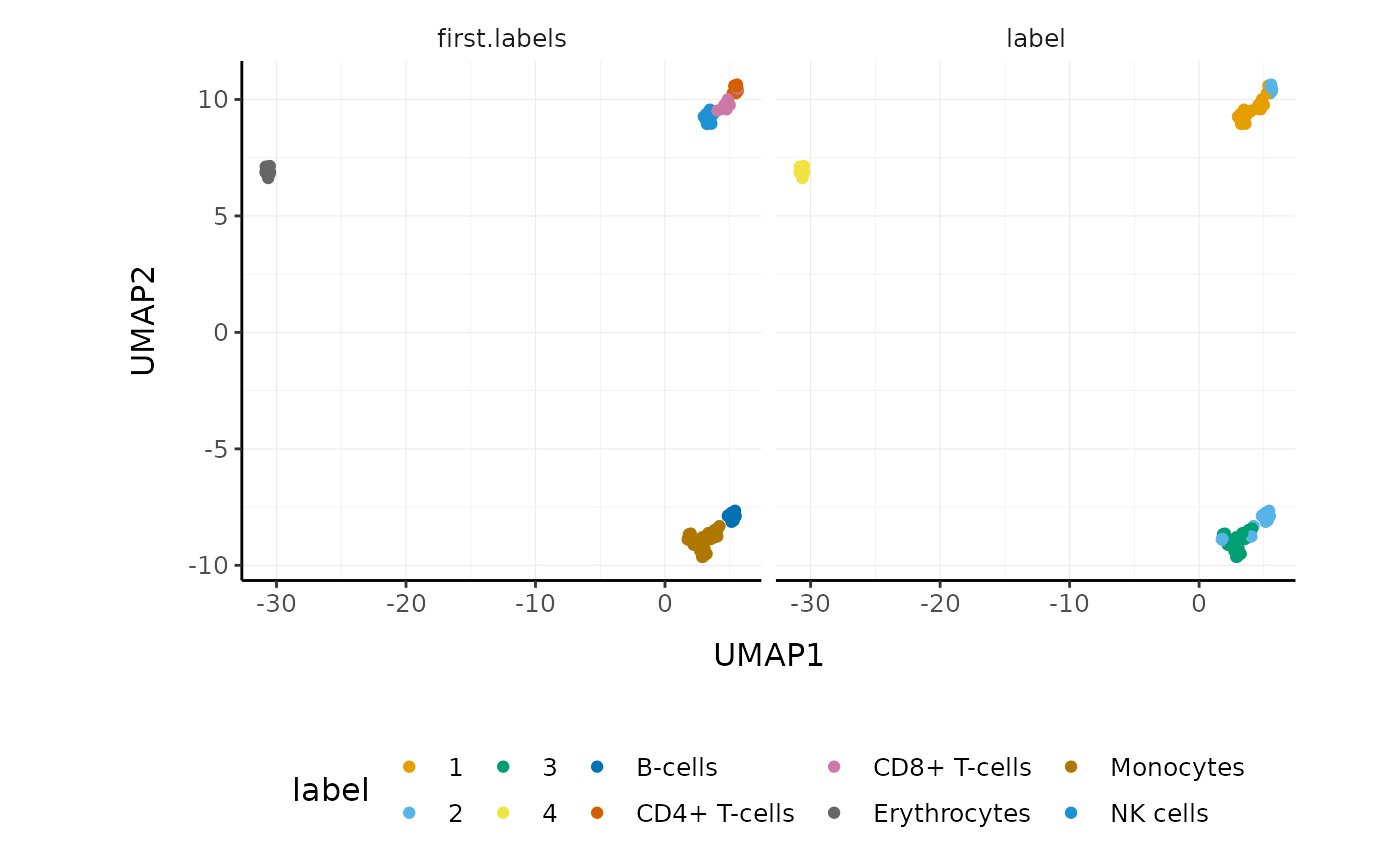 first.labels label
10
5
0
-5
-10
UMAP2
-30 -20 -10 0 -30 -20 -10 0
UMAP1
label
1 3 B-cells CD8+ T-cells Monocytes
2 4 CD4+ T-cells Erythrocytes NK cells